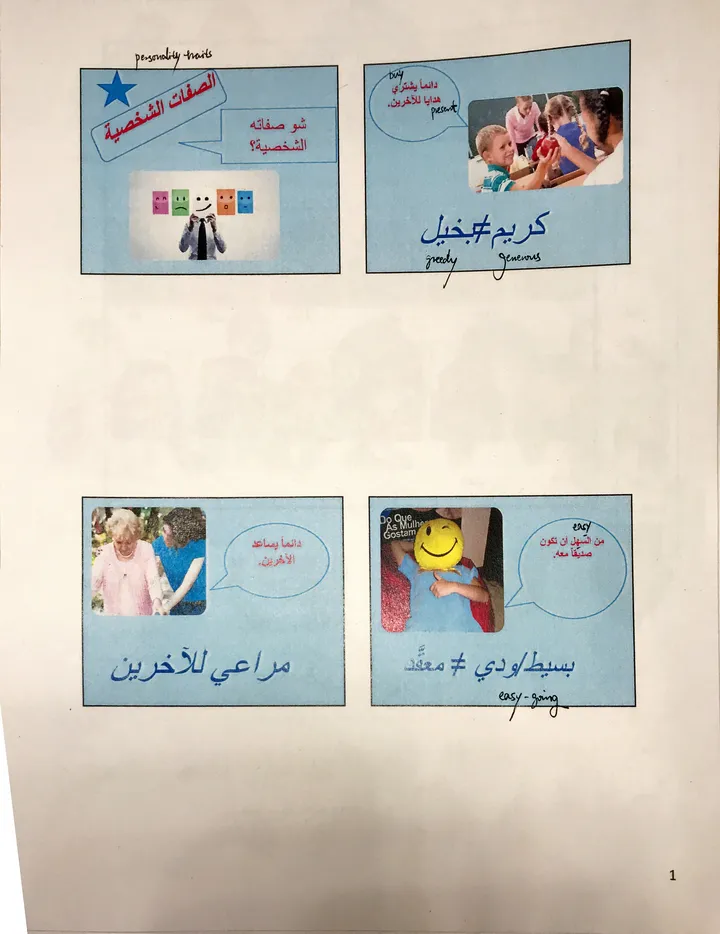 personality traits
الصفات الشخصية
شو صفاته
الشخصية؟
buy
دائماً يشتري
هدايا للآخرين.
present
كريم≠بخيل
greedy generous
دائماً يساعد
الآخرين.
مراعي للآخرين
Do Que
As Mulhe
Gostam
easy
من السهل أن تكون
صديقاً معه.
بسيط/ودي ≠ معقَّد
easy-going
1